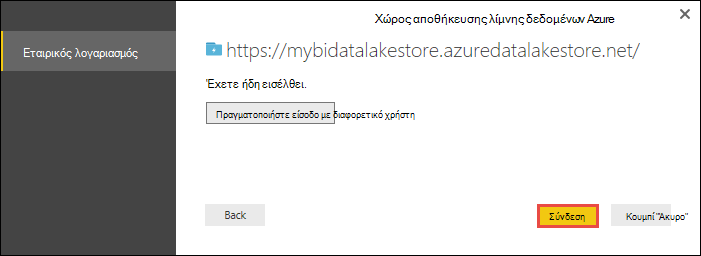 Χώρος αποθήκευσης λίμνης δεδομένων Azure
Εταιρικός λογαριασμός
https://mybidatalakestore.azuredatalakestore.net/
Έχετε ήδη εισέλθει.
Πραγματοποιήστε είσοδο με διαφορετικό χρήστη
Back
Σύνδεση
Κουμπί "Άκυρο"